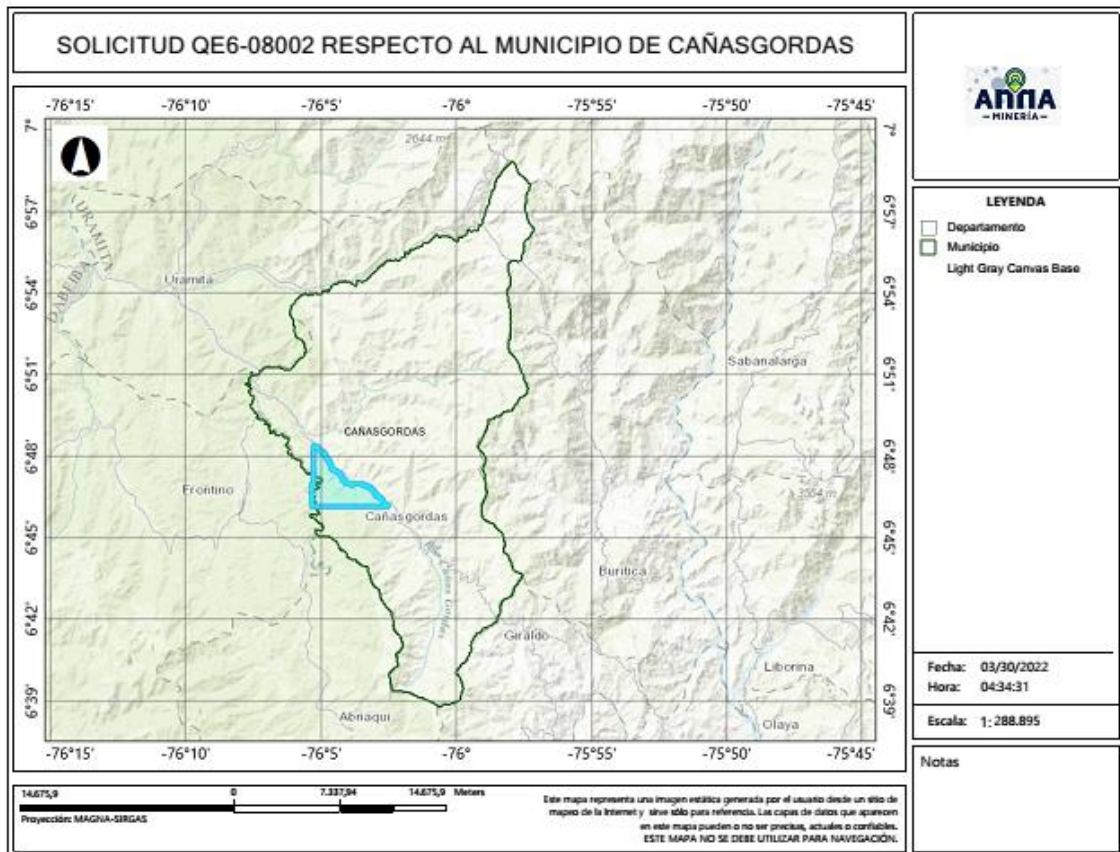 SOLICITUD QE6-08002 RESPECTO AL MUNICIPIO DE CAÑASGORDAS
ANNA
–MINERÍA–
LEYENDA
Departamento
Municipio
Light Gray Canvas Base
-76°15' -76°10' -76°5' -76° -75°55' -75°50' -75°45'
7° 7°
2644 m
6°57' 6°57'
URAMITA
DABEIBA
Uramita
6°54' 6°54'
Sabanalarga
6°51' 6°51'
CAÑASGORDAS
6°48' 6°48'
Frontino
3554 m
Cañasgordas
6°45' 6°45'
Buriticá
6°42' 6°42'
Giraldo
Liborina
6°39' 6°39'
Abriaqui
Olaya
-76°15' -76°10' -76°5' -76° -75°55' -75°50' -75°45'
Fecha: 03/30/2022
Hora: 04:34:31
Escala: 1: 288.895
Notas
14.675,9 0 7.337,94 14.675,9 Meters
Proyección: MAGNA-SIRGAS
Este mapa representa una imagen estática generada por el usuario desde un sitio de
mapeo de la Internet y sirve sólo para referencia. Las capas de datos que aparecen
en este mapa pueden o no ser precisas, actuales o confiables.
ESTE MAPA NO SE DEBE UTILIZAR PARA NAVEGACIÓN.